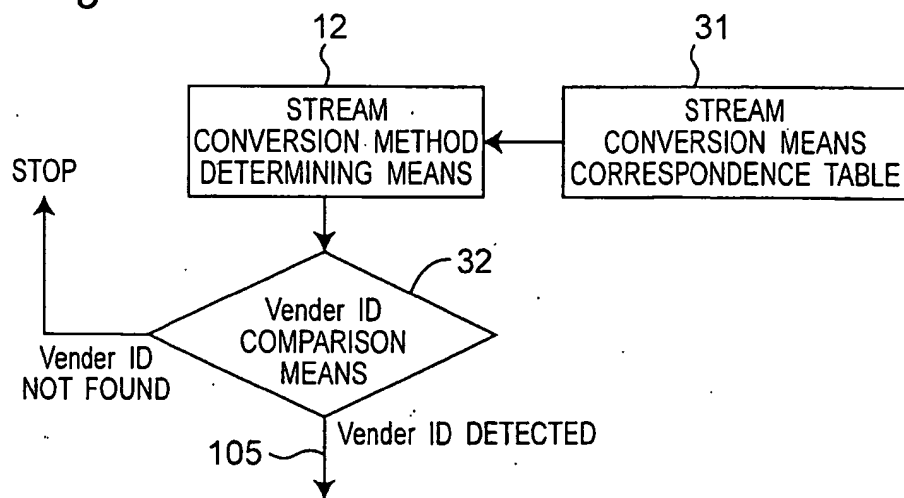 12
31
STREAM
CONVERSION METHOD
DETERMINING MEANS
STREAM
CONVERSION MEANS
CORRESPONDENCE TABLE
STOP
32
Vender ID
COMPARISON
MEANS
Vender ID
NOT FOUND
Vender ID DETECTED
105